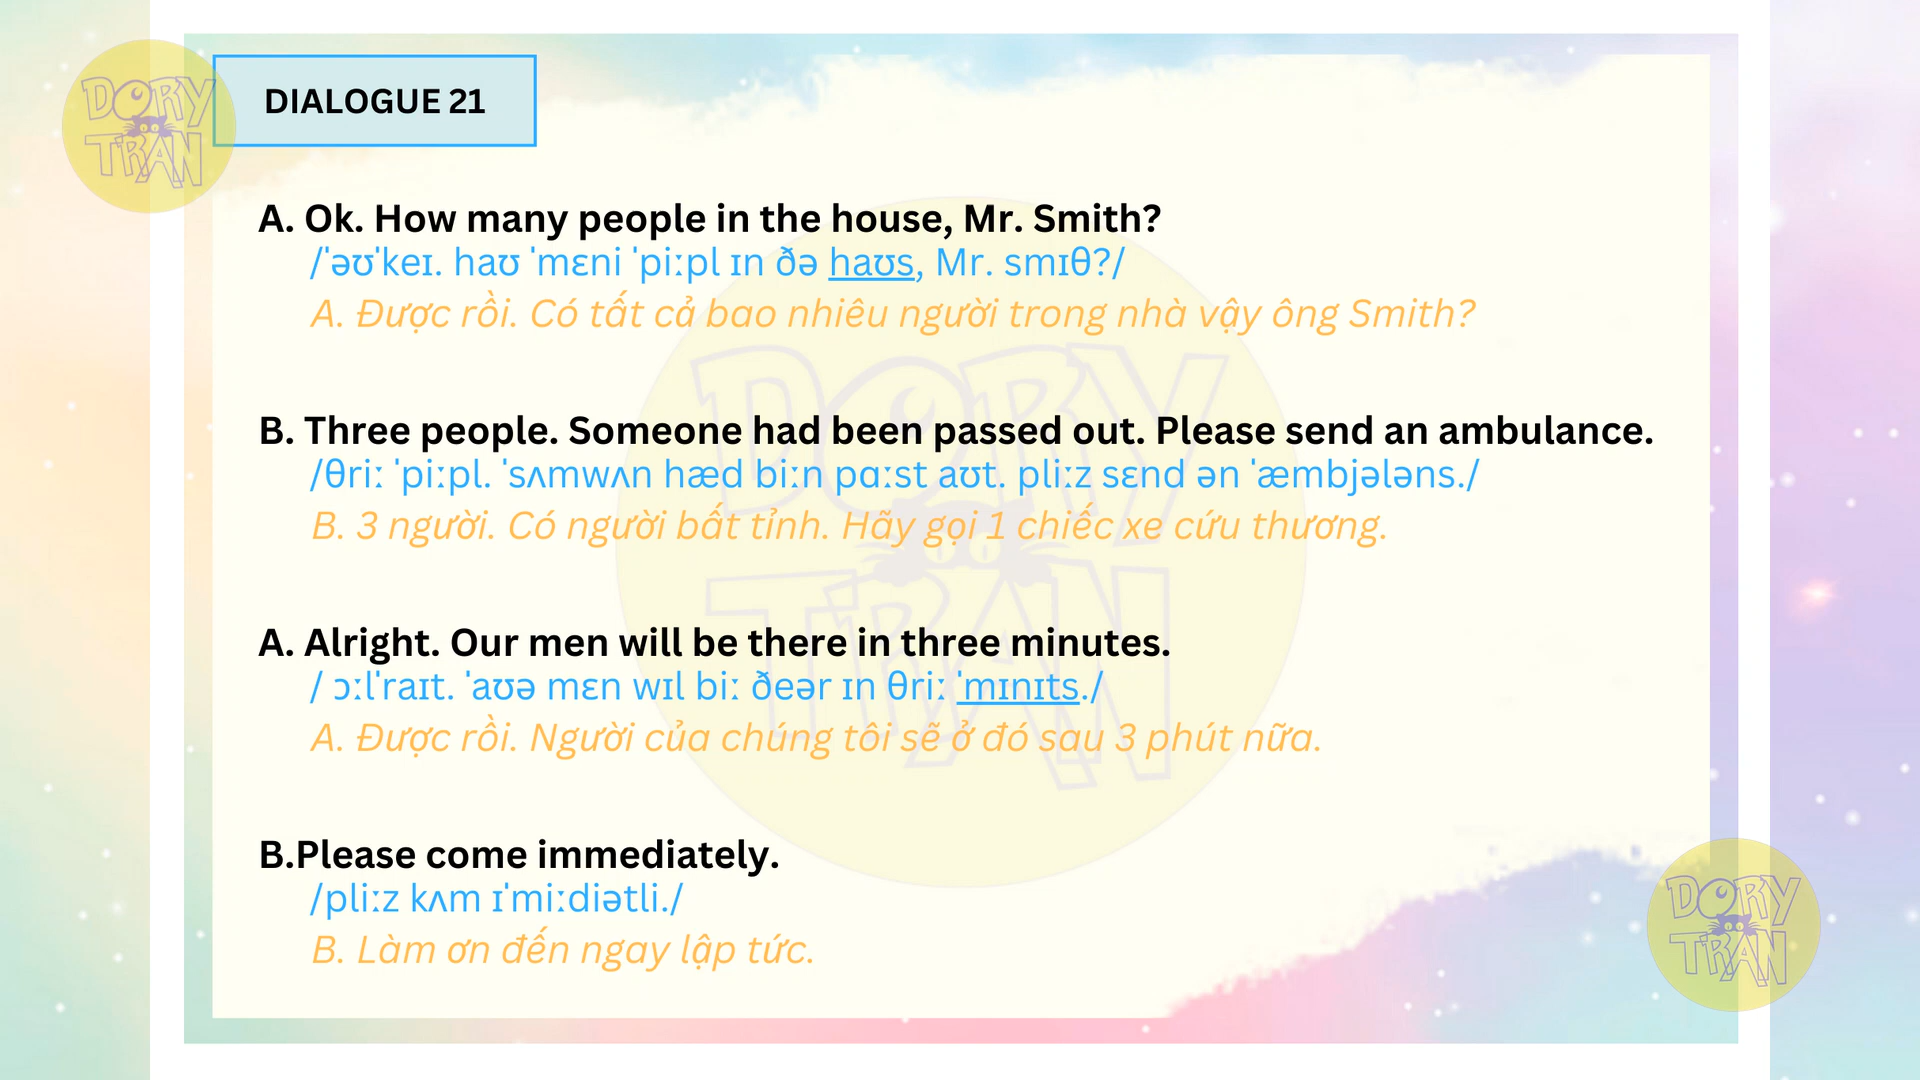 DORY
TRAN
DIALOGUE 21
A. Ok. How many people in the house, Mr. Smith?
/ˈəʊˈkeɪ. haʊ ˈmɛni ˈpiːpl ɪn ðə haʊs, Mr. smɪθ?/
A. Được rồi. Có tất cả bao nhiêu người trong nhà vậy ông Smith?
B. Three people. Someone had been passed out. Please send an ambulance.
/θriː ˈpiːpl. ˈsʌmwʌn hæd biːn pɑːst aʊt. pliːz sɛnd ən ˈæmbjələns./
B. 3 người. Có người bất tỉnh. Hãy gọi 1 chiếc xe cứu thương.
A. Alright. Our men will be there in three minutes.
/ ɔːlˈraɪt. ˈaʊə mɛn wɪl biː ðeər ɪn θriː ˈmɪnɪts./
A. Được rồi. Người của chúng tôi sẽ ở đó sau 3 phút nữa.
B.Please come immediately.
/pliːz kʌm ɪˈmiːdiətli./
B. Làm ơn đến ngay lập tức.
DORY
TRAN
DORY
TRAN